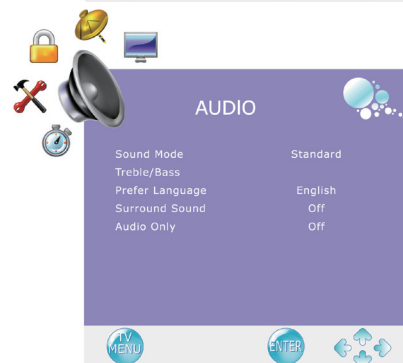 AUDIO
Sound Mode Standard
Treble/Bass
Prefer Language English
Surround Sound Off
Audio Only Off
TV MENU ENTER